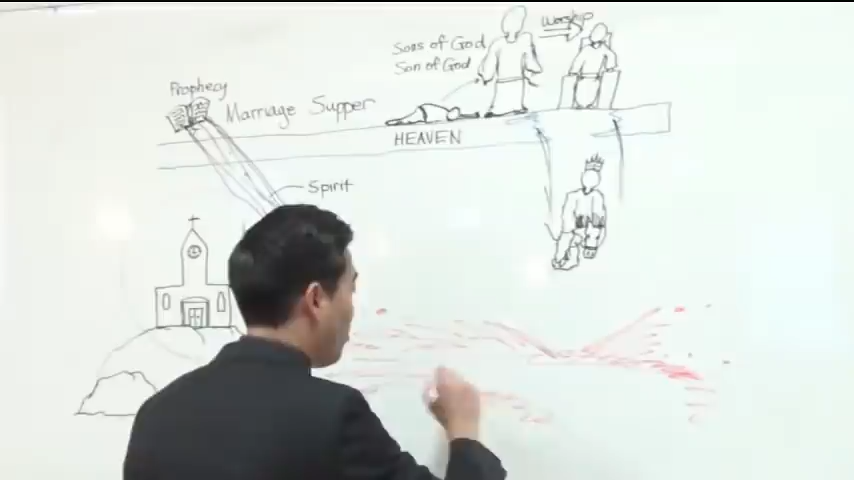 Worship
Sons of God
Son of God
Prophecy
Marriage Supper
HEAVEN
Spirit